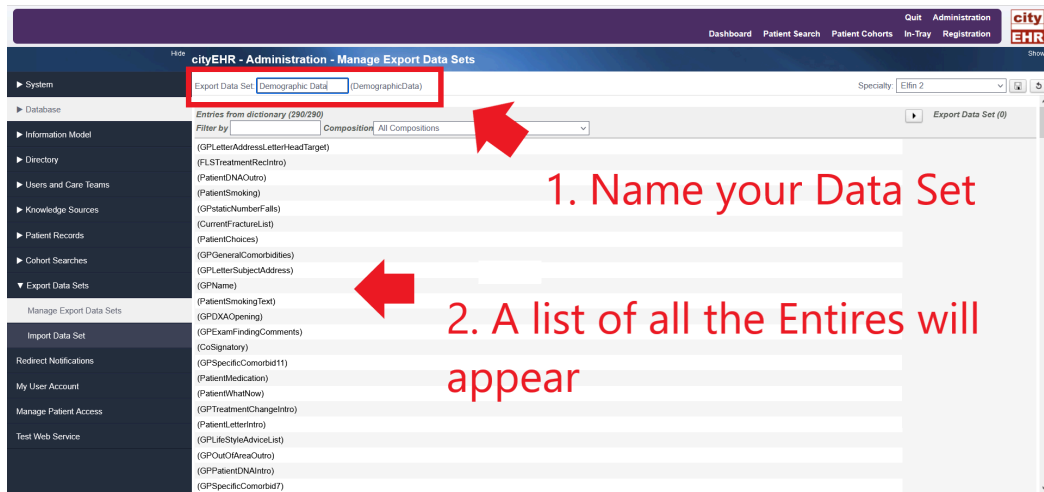 Quit Administration
city
EHR
Dashboard Patient Search Patient Cohorts In-Tray Registration
Hide
cityEHR - Administration - Manage Export Data Sets
Show
▶ System
Export Data Set: Demographic Data (DemographicData)
Specialty: Elfin 2
▶ Database
Entries from dictionary (290/290)
Export Data Set (0)
Filter by Composition All Compositions
▶ Information Model
(GPLetterAddressLetterHeadTarget)
▶ Directory
(FLSTreatmentRecIntro)
(PatientDNAOutro)
▶ Users and Care Teams
(PatientSmoking)
1. Name your Data Set
▶ Knowledge Sources
(GPstaticNumberFalls)
(CurrentFractureList)
▶ Patient Records
(PatientChoices)
▶ Cohort Searches
(GPGeneralComorbidities)
(GPLetterSubjectAddress)
▼ Export Data Sets
(GPName)
(PatientSmokingText)
Manage Export Data Sets
(GPDXAOpening)
2. A list of all the Entires will
appear
Import Data Set
(GPExamFindingComments)
(CoSignatory)
Redirect Notifications
(GPSpecificComorbid11)
(PatientMedication)
My User Account
(PatientWhatNow)
Manage Patient Access
(GPTreatmentChangeIntro)
(PatientLetterIntro)
Test Web Service
(GPLifeStyleAdviceList)
(GPOutOfAreaOutro)
(GPPatientDNAIntro)
(GPSpecificComorbid7)